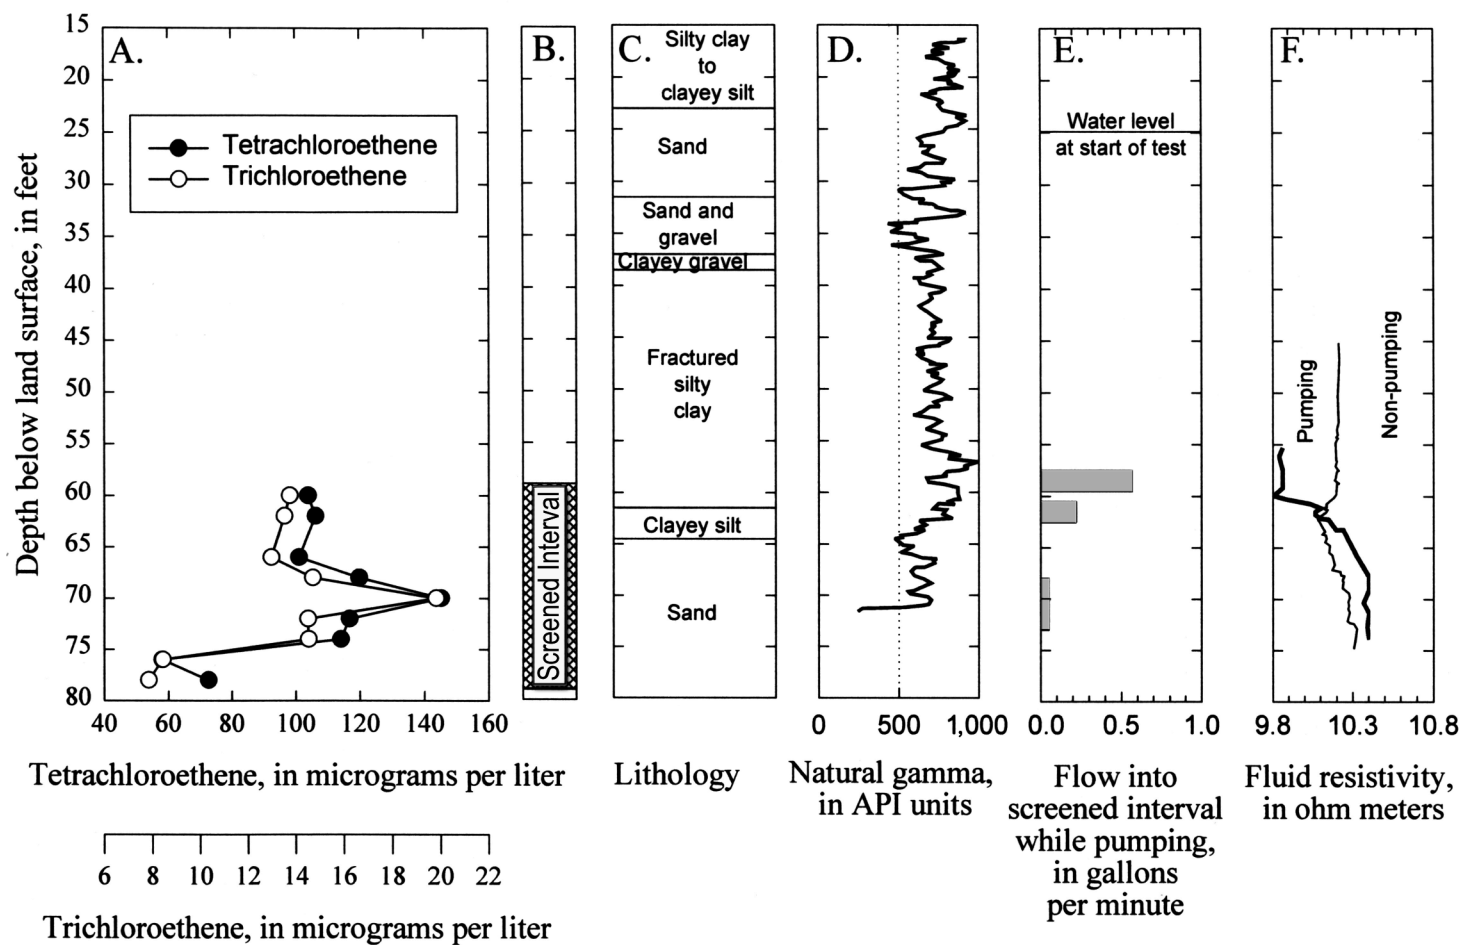 A.
B.
C.
D.
E.
F.
15
20
25
30
35
40
45
50
55
60
65
70
75
80
Depth below land surface, in feet
Tetrachloroethene
Trichloroethene
40
60
80
100
120
140
160
Tetrachloroethene, in micrograms per liter
6
8
10
12
14
16
18
20
22
Trichloroethene, in micrograms per liter
Screened Interval
Silty clay
to
clayey silt
Sand
Sand and
gravel
Clayey gravel
Fractured
silty
clay
Clayey silt
Sand
Lithology
0
500
1,000
Natural gamma,
in API units
Water level
at start of test
0.0
0.5
1.0
Flow into
screened interval
while pumping,
in gallons
per minute
Pumping
Non-pumping
9.8
10.3
10.8
Fluid resistivity,
in ohm meters